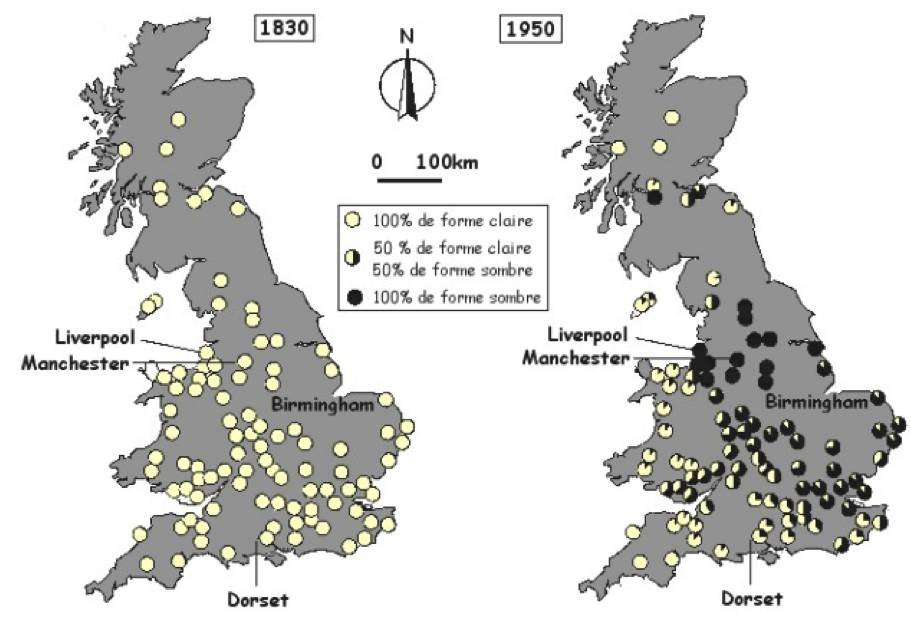 1830
1950
N
0 100km
100% de forme claire
50 % de forme claire
50% de forme sombre
100% de forme sombre
Liverpool
Manchester
Birmingham
Dorset
Liverpool
Manchester
Birmingham
Dorset